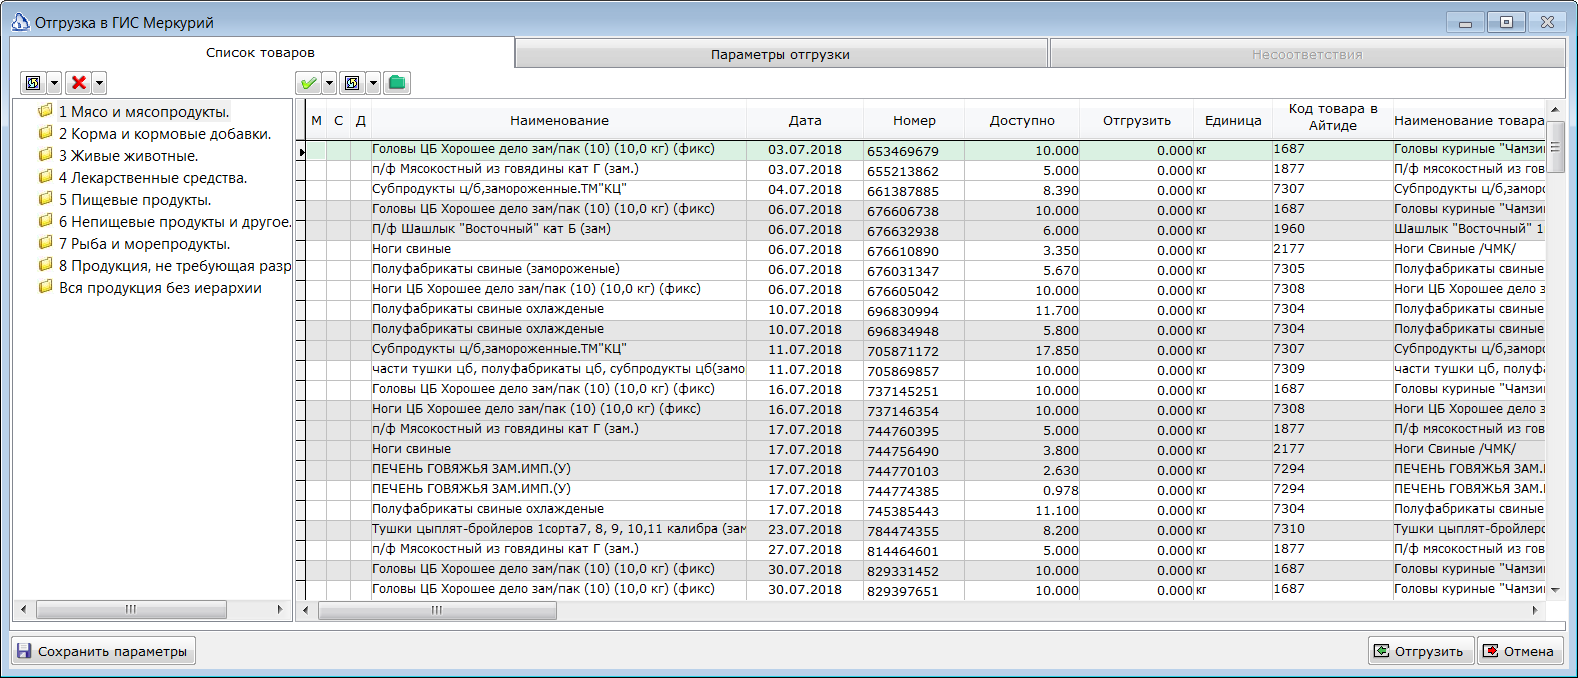 Отгрузка в ГИС Меркурий
Список товаров Параметры отгрузки Несоответствия
1 Мясо и мясопродукты.
2 Корма и кормовые добавки.
3 Живые животные.
4 Лекарственные средства.
5 Пищевые продукты.
6 Непищевые продукты и другое.
7 Рыба и морепродукты.
8 Продукция, не требующая разр
Вся продукция без иерархии
М С Д Наименование Дата Номер Доступно Отгрузить Единица Код товара в Айтиде Наименование товара
Головы ЦБ Хорошее дело зам/пак (10) (10,0 кг) (фикс) 03.07.2018 653469679 10.000 0.000 кг 1687 Головы куриные "Чамзи
п/ф Мясокостный из говядины кат Г (зам.) 03.07.2018 655213862 5.000 0.000 кг 1877 П/ф мясокостный из гов
Субпродукты ц/б,замороженные.ТМ"КЦ" 04.07.2018 661387885 8.390 0.000 кг 7307 Субпродукты ц/б,заморо
Головы ЦБ Хорошее дело зам/пак (10) (10,0 кг) (фикс) 06.07.2018 676606738 10.000 0.000 кг 1687 Головы куриные "Чамзи
П/ф Шашлык "Восточный" кат Б (зам) 06.07.2018 676632938 6.000 0.000 кг 1960 Шашлык "Восточный" 1
Ноги свиные 06.07.2018 676610890 3.350 0.000 кг 2177 Ноги Свиные /ЧМК/
Полуфабрикаты свиные (замороженые) 06.07.2018 676031347 5.670 0.000 кг 7305 Полуфабрикаты свиные
Ноги ЦБ Хорошее дело зам/пак (10) (10,0 кг) (фикс) 06.07.2018 676605042 10.000 0.000 кг 7308 Ноги ЦБ Хорошее дело з
Полуфабрикаты свиные охлажденые 10.07.2018 696830994 11.700 0.000 кг 7304 Полуфабрикаты свиные
Полуфабрикаты свиные охлажденые 10.07.2018 696834948 5.800 0.000 кг 7304 Полуфабрикаты свиные
Субпродукты ц/б,замороженные.ТМ"КЦ" 11.07.2018 705871172 17.850 0.000 кг 7307 Субпродукты ц/б,заморо
части тушки цб, полуфабрикаты цб, субпродукты цб(замо 11.07.2018 705869857 10.000 0.000 кг 7309 части тушки цб, полуф
Головы ЦБ Хорошее дело зам/пак (10) (10,0 кг) (фикс) 16.07.2018 737145251 10.000 0.000 кг 1687 Головы куриные "Чамзи
Ноги ЦБ Хорошее дело зам/пак (10) (10,0 кг) (фикс) 16.07.2018 737146354 10.000 0.000 кг 7308 Ноги ЦБ Хорошее дело з
п/ф Мясокостный из говядины кат Г (зам.) 17.07.2018 744760395 5.000 0.000 кг 1877 П/ф мясокостный из гов
Ноги свиные 17.07.2018 744756490 3.800 0.000 кг 2177 Ноги Свиные /ЧМК/
ПЕЧЕНЬ ГОВЯЖЬЯ ЗАМ.ИМП.(У) 17.07.2018 744770103 2.630 0.000 кг 7294 ПЕЧЕНЬ ГОВЯЖЬЯ ЗАМ.
ПЕЧЕНЬ ГОВЯЖЬЯ ЗАМ.ИМП.(У) 17.07.2018 744774385 0.978 0.000 кг 7294 ПЕЧЕНЬ ГОВЯЖЬЯ ЗАМ.
Полуфабрикаты свиные охлажденые 17.07.2018 745385443 11.100 0.000 кг 7304 Полуфабрикаты свиные
Тушки цыплят-бройлеров 1сорта7, 8, 9, 10,11 калибра (зам 23.07.2018 784474355 8.200 0.000 кг 7310 Тушки цыплят-бройлеро
п/ф Мясокостный из говядины кат Г (зам.) 27.07.2018 814464601 5.000 0.000 кг 1877 П/ф мясокостный из гов
Головы ЦБ Хорошее дело зам/пак (10) (10,0 кг) (фикс) 30.07.2018 829331452 10.000 0.000 кг 1687 Головы куриные "Чамзи
Головы ЦБ Хорошее дело зам/пак (10) (10,0 кг) (фикс) 30.07.2018 829397651 10.000 0.000 кг 1687 Головы куриные "Чамзи
Сохранить параметры Отгрузить Отмена